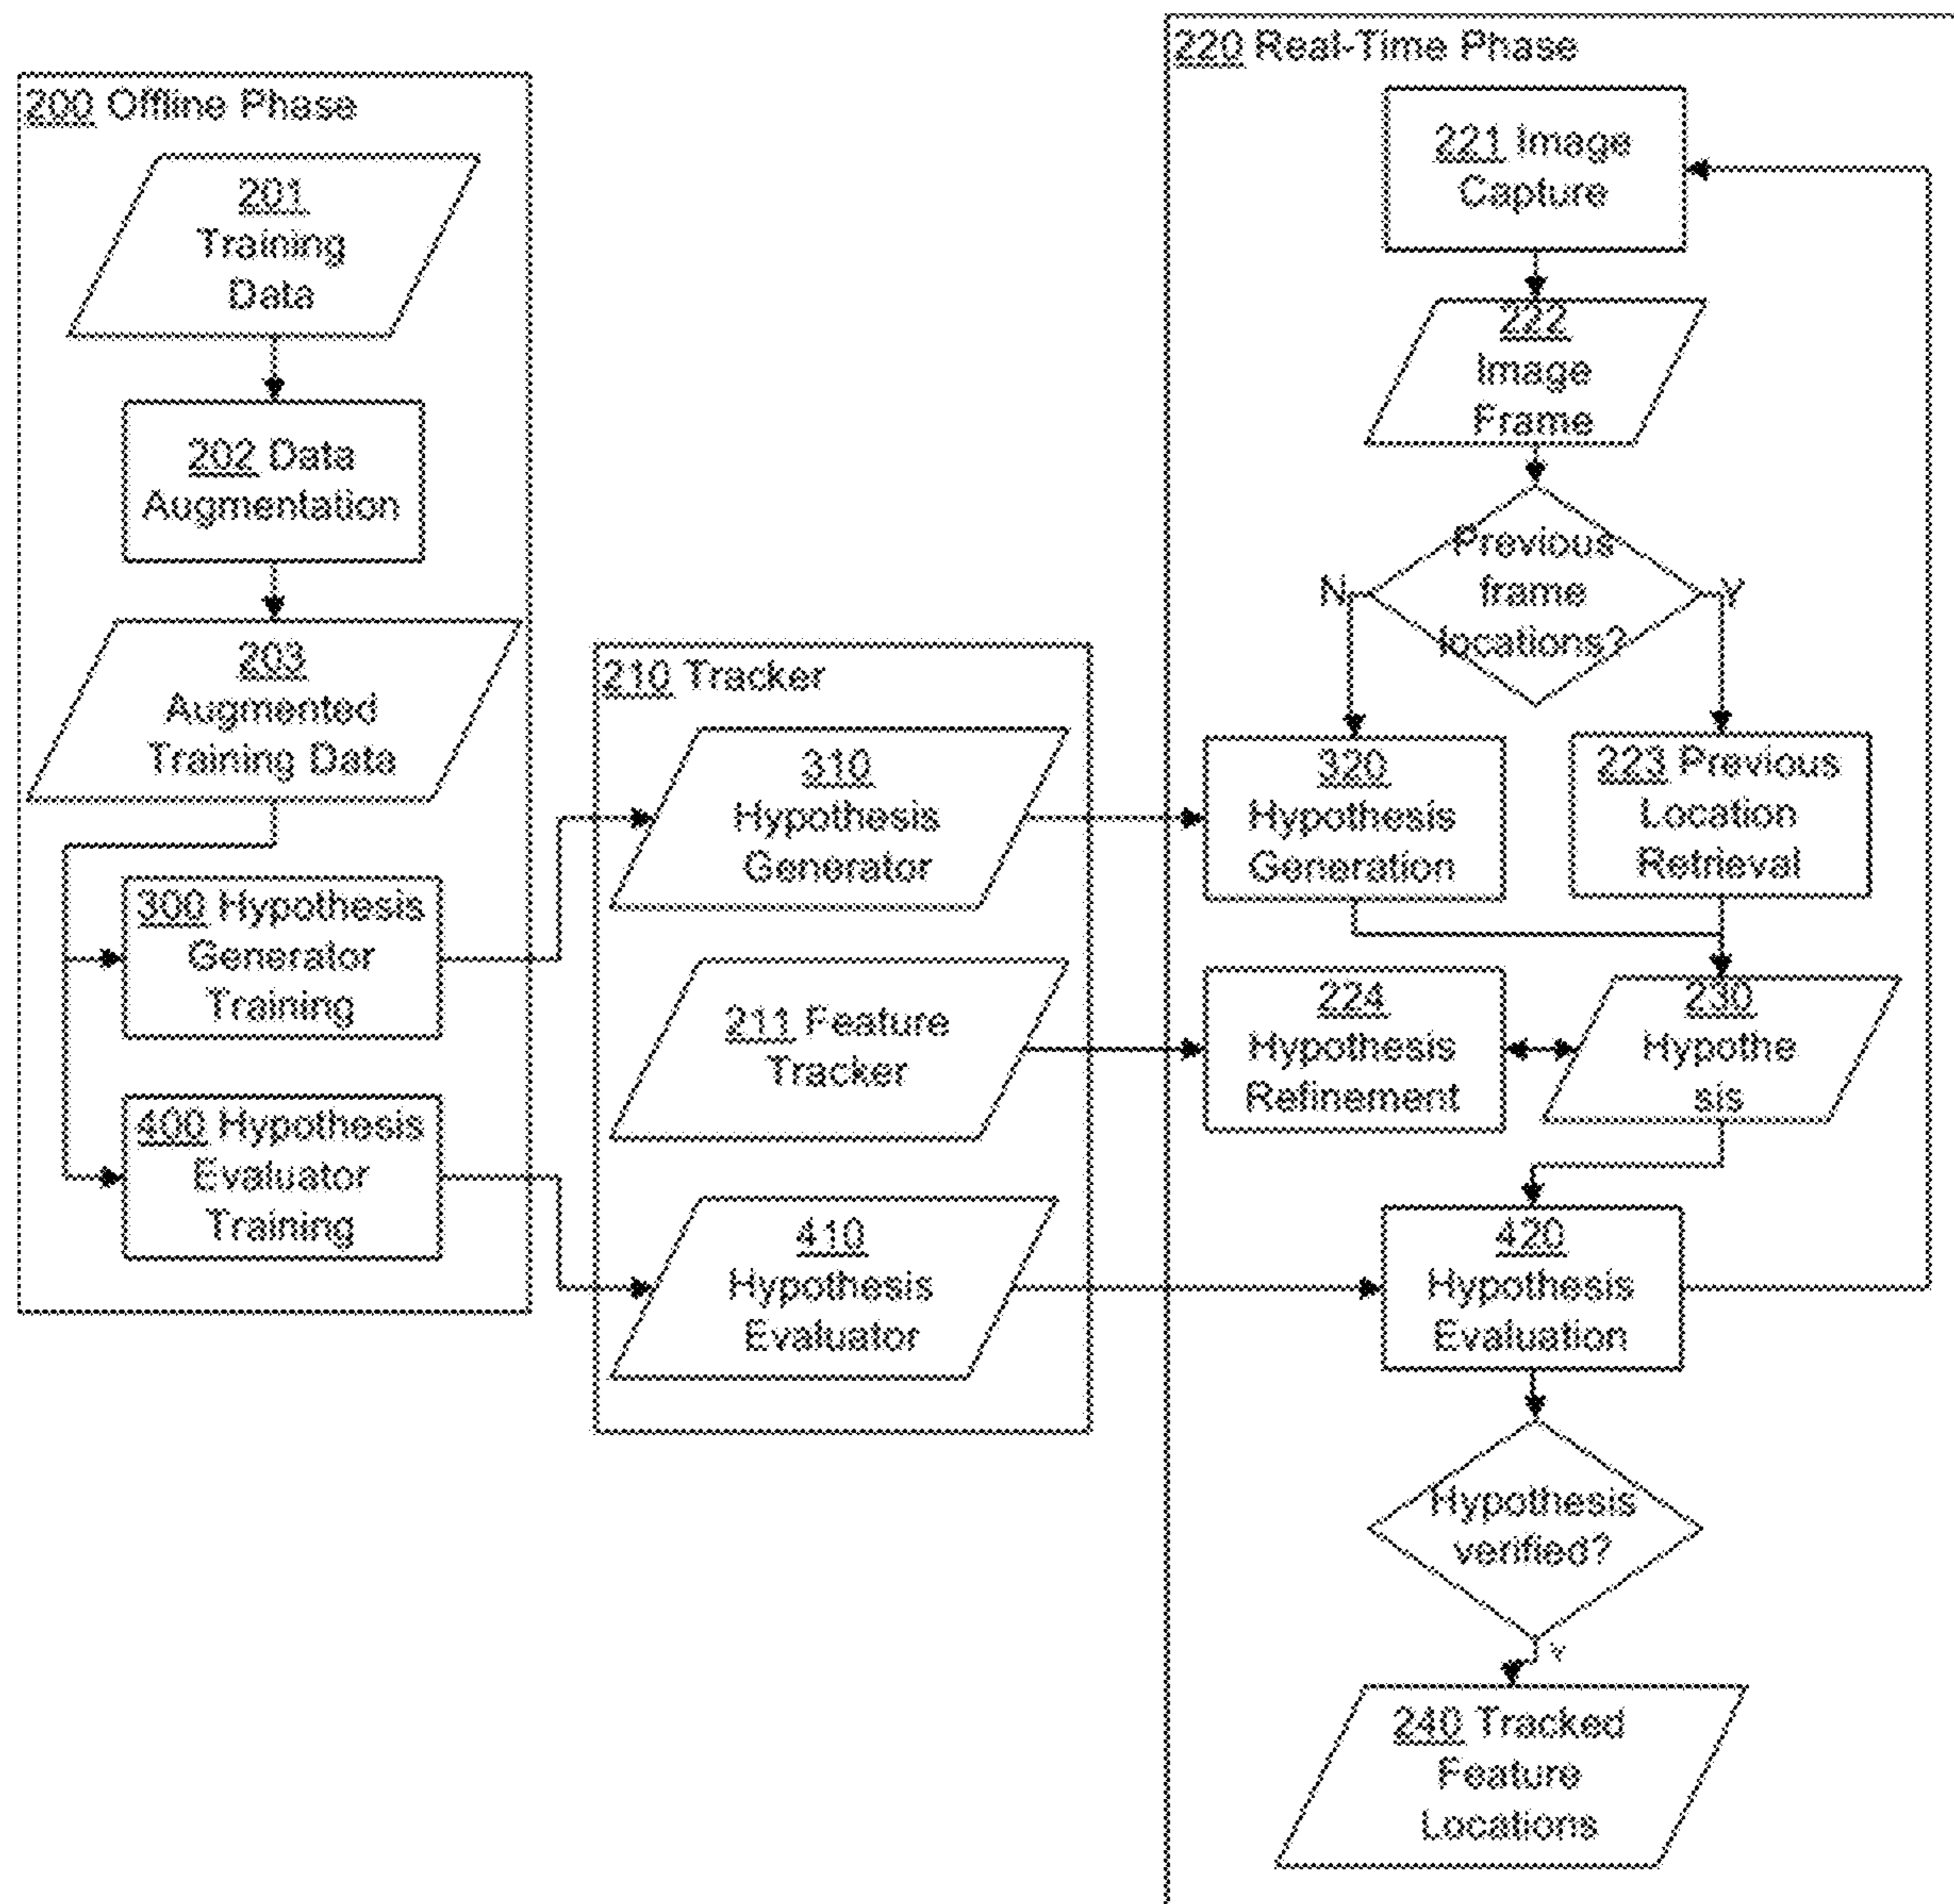 200 Offline Phase
201
Training
Data
202 Data
Augmentation
203
Augmented
Training Data
300 Hypothesis
Generator
Training
400 Hypothesis
Evaluator
Training
210 Tracker
310
Hypothesis
Generator
211 Feature
Tracker
410
Hypothesis
Evaluator
220 Real-Time Phase
221 Image
Capture
222
Image
Frame
Previous
frame
locations?
N
Y
320
Hypothesis
Generation
223 Previous
Location
Retrieval
224
Hypothesis
Refinement
230
Hypothe
sis
420
Hypothesis
Evaluation
Hypothesis
verified?
Y
240 Tracked
Feature
Locations